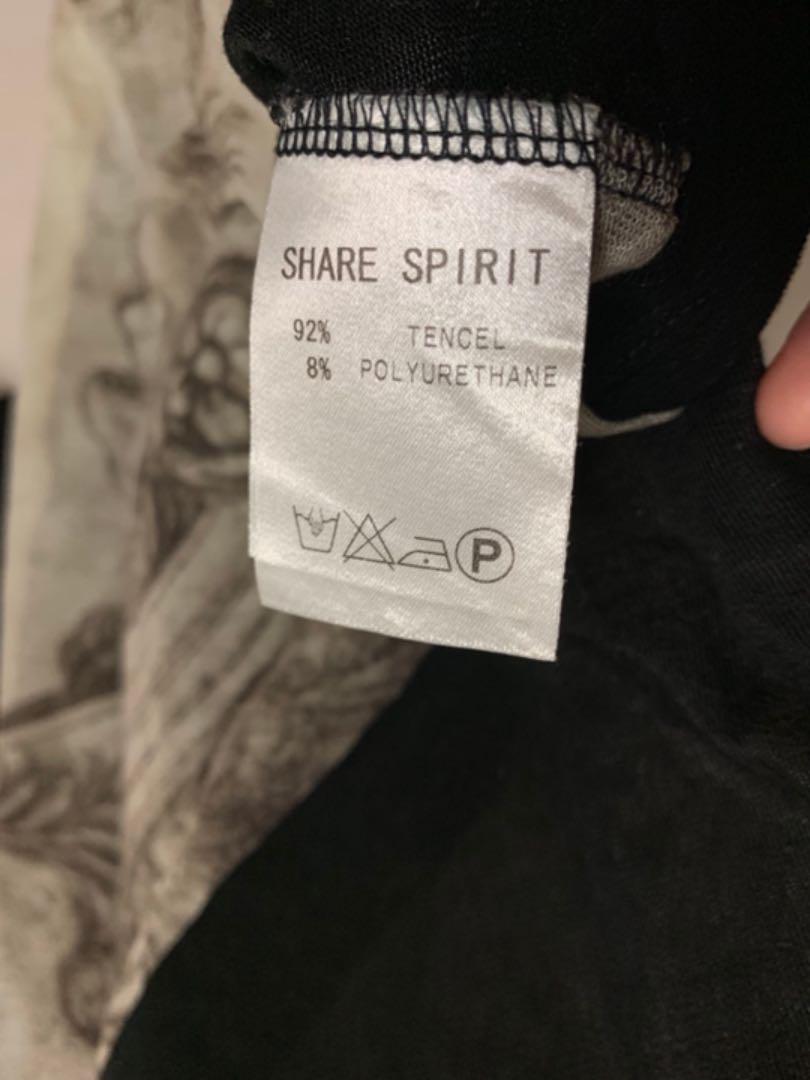 SHARE SPIRIT
92% TENCEL
8% POLYURETHANE
P